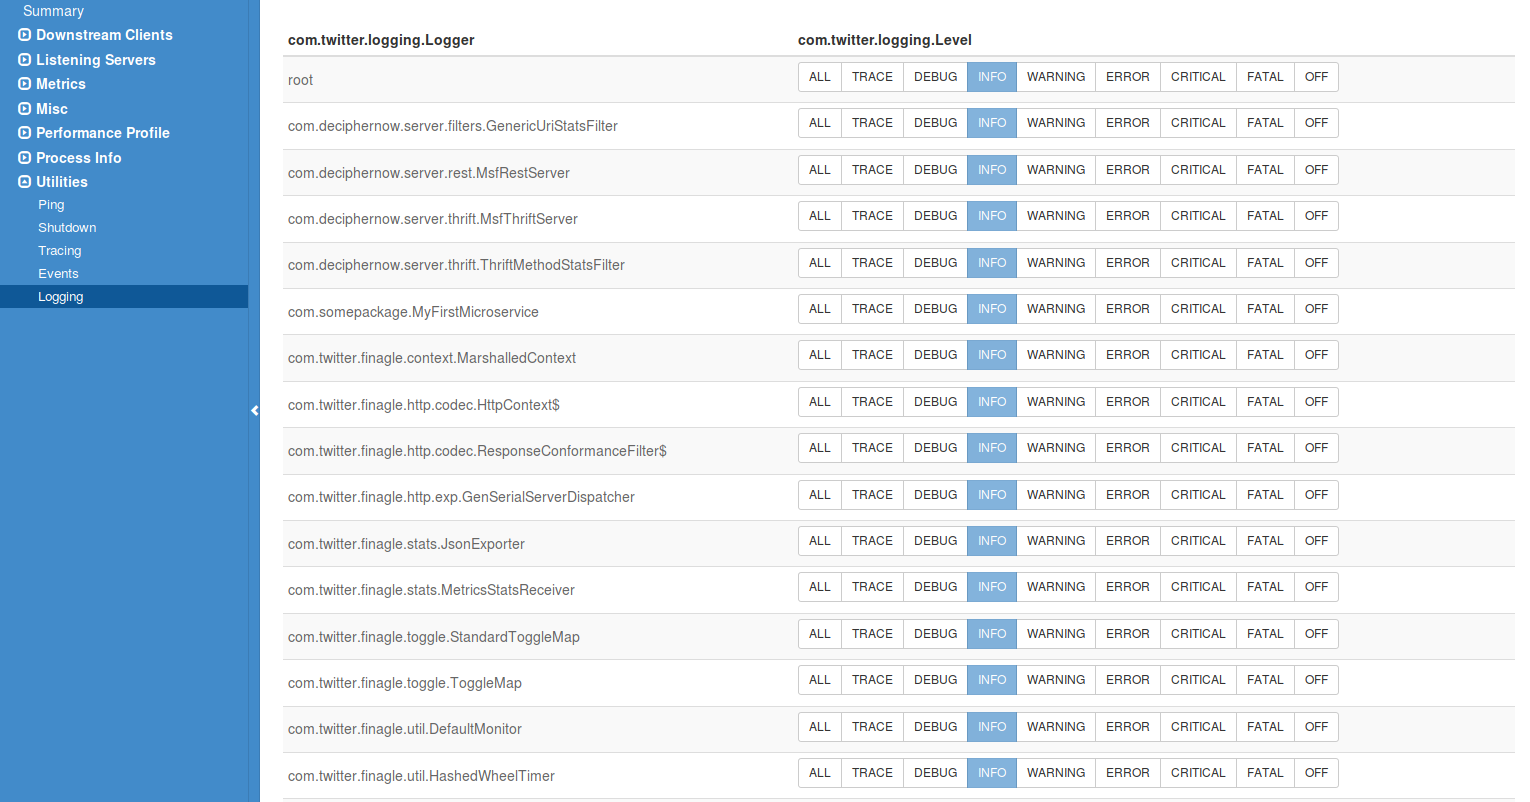 Summary
Downstream Clients
Listening Servers
Metrics
Misc
Performance Profile
Process Info
Utilities
Ping
Shutdown
Tracing
Events
Logging
com.twitter.logging.Logger com.twitter.logging.Level
root ALL TRACE DEBUG INFO WARNING ERROR CRITICAL FATAL OFF
com.deciphernow.server.filters.GenericUriStatsFilter ALL TRACE DEBUG INFO WARNING ERROR CRITICAL FATAL OFF
com.deciphernow.server.rest.MsfRestServer ALL TRACE DEBUG INFO WARNING ERROR CRITICAL FATAL OFF
com.deciphernow.server.thrift.MsfThriftServer ALL TRACE DEBUG INFO WARNING ERROR CRITICAL FATAL OFF
com.deciphernow.server.thrift.ThriftMethodStatsFilter ALL TRACE DEBUG INFO WARNING ERROR CRITICAL FATAL OFF
com.somepackage.MyFirstMicroservice ALL TRACE DEBUG INFO WARNING ERROR CRITICAL FATAL OFF
com.twitter.finagle.context.MarshalledContext ALL TRACE DEBUG INFO WARNING ERROR CRITICAL FATAL OFF
com.twitter.finagle.http.codec.HttpContext$ ALL TRACE DEBUG INFO WARNING ERROR CRITICAL FATAL OFF
com.twitter.finagle.http.codec.ResponseConformanceFilter$ ALL TRACE DEBUG INFO WARNING ERROR CRITICAL FATAL OFF
com.twitter.finagle.http.exp.GenSerialServerDispatcher ALL TRACE DEBUG INFO WARNING ERROR CRITICAL FATAL OFF
com.twitter.finagle.stats.JsonExporter ALL TRACE DEBUG INFO WARNING ERROR CRITICAL FATAL OFF
com.twitter.finagle.stats.MetricsStatsReceiver ALL TRACE DEBUG INFO WARNING ERROR CRITICAL FATAL OFF
com.twitter.finagle.toggle.StandardToggleMap ALL TRACE DEBUG INFO WARNING ERROR CRITICAL FATAL OFF
com.twitter.finagle.toggle.ToggleMap ALL TRACE DEBUG INFO WARNING ERROR CRITICAL FATAL OFF
com.twitter.finagle.util.DefaultMonitor ALL TRACE DEBUG INFO WARNING ERROR CRITICAL FATAL OFF
com.twitter.finagle.util.HashedWheelTimer ALL TRACE DEBUG INFO WARNING ERROR CRITICAL FATAL OFF